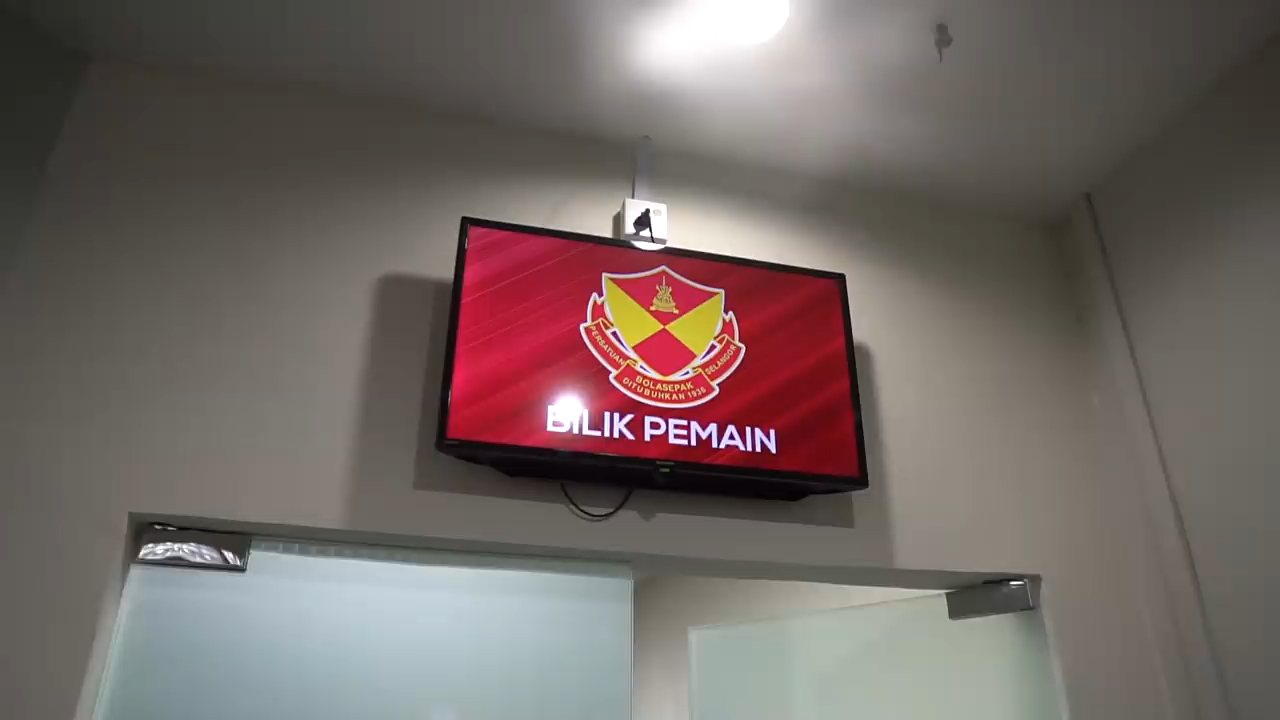 PERSATUAN
BOLASEPAK
SELANGOR
DITUBUHKAN 1936
BILIK PEMAIN